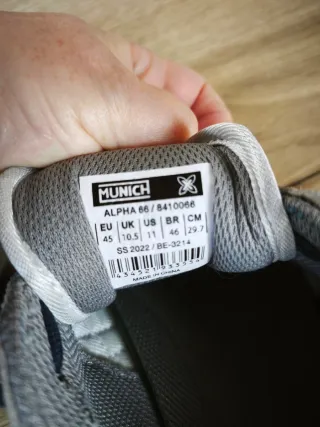 MUNICH
ALPHA 66 / 8410066
EU UK US BR CM
45 10.5 11 46 29.7
SS 2022 / BE-3214
MADE IN CHINA